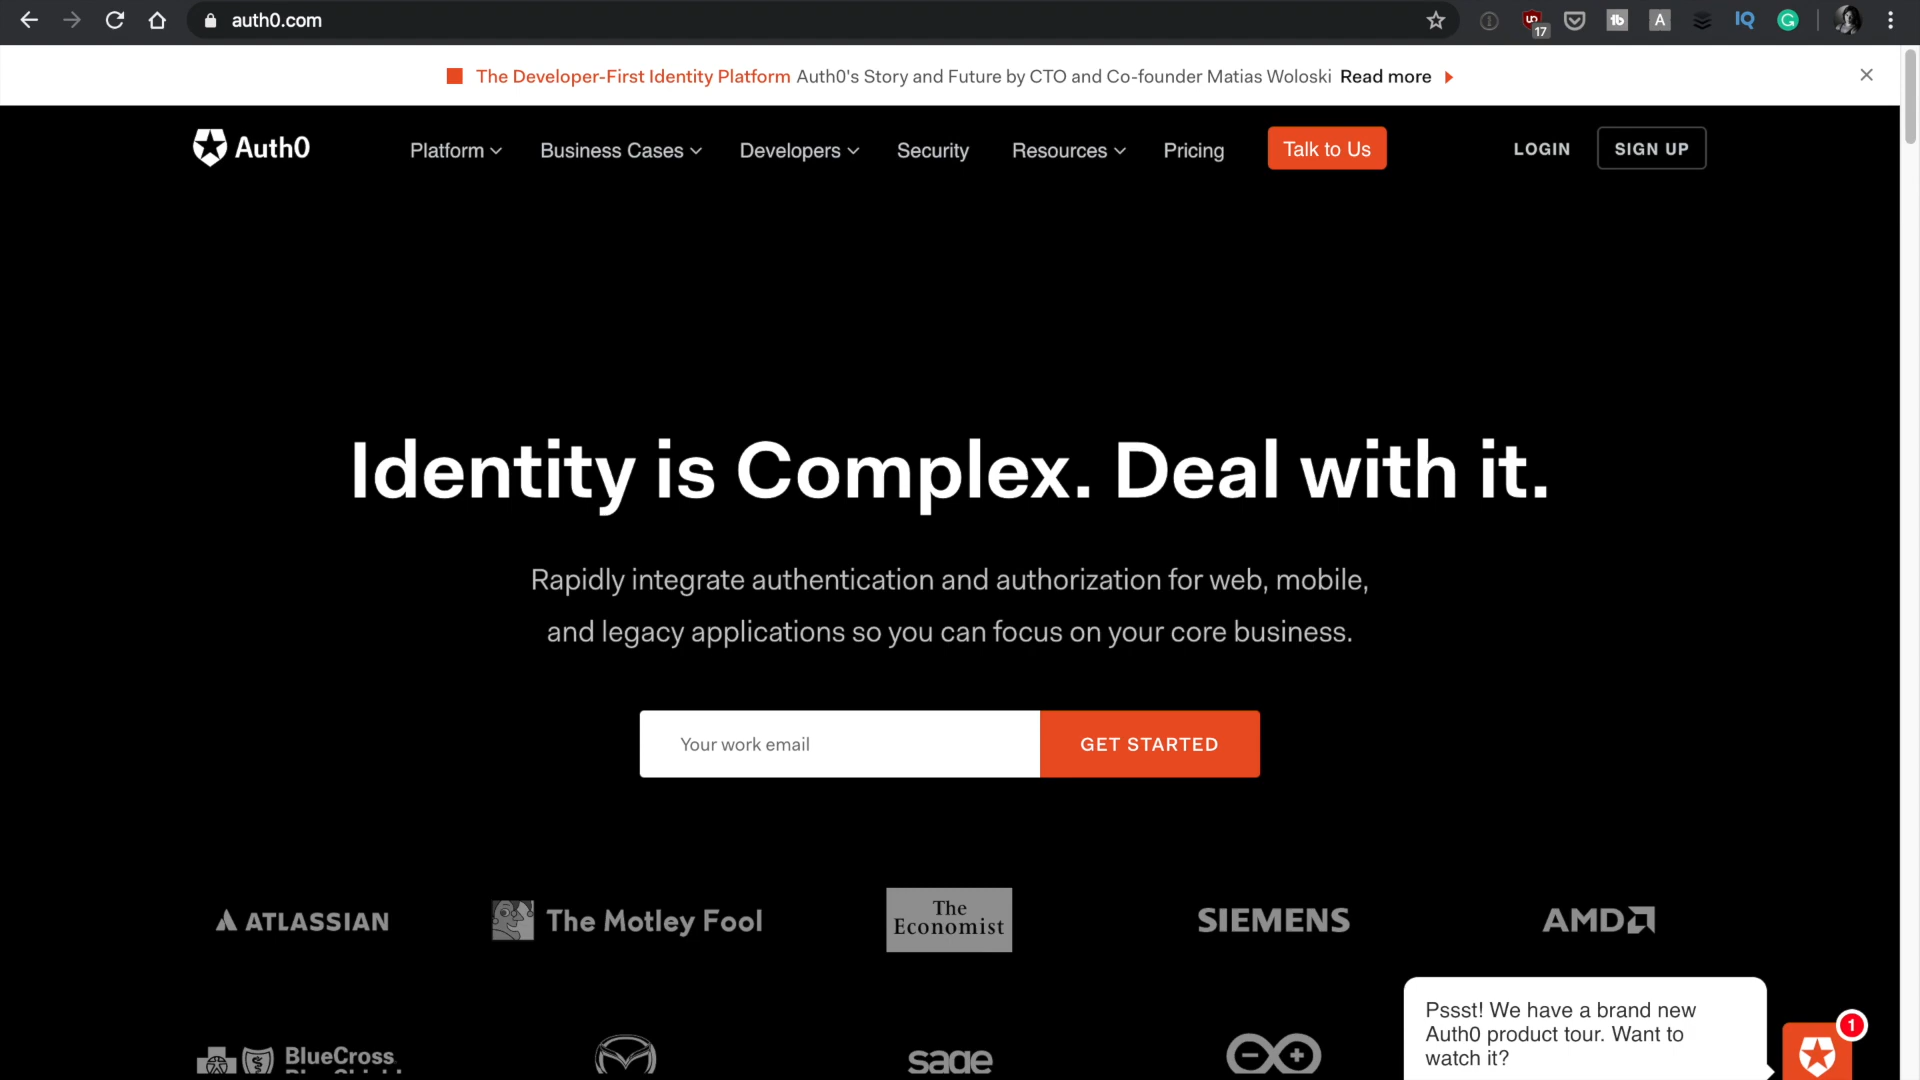 auth0.com
17
The Developer-First Identity Platform Auth0's Story and Future by CTO and Co-founder Matias Woloski Read more
Auth0
Platform
Business Cases
Developers
Security
Resources
Pricing
Talk to Us
LOGIN
SIGN UP
Identity is Complex. Deal with it.
Rapidly integrate authentication and authorization for web, mobile,
and legacy applications so you can focus on your core business.
Your work email
GET STARTED
ATLASSIAN
The Motley Fool
The
Economist
SIEMENS
AMD
BlueCross
sage
Pssst! We have a brand new
Auth0 product tour. Want to
watch it?
1